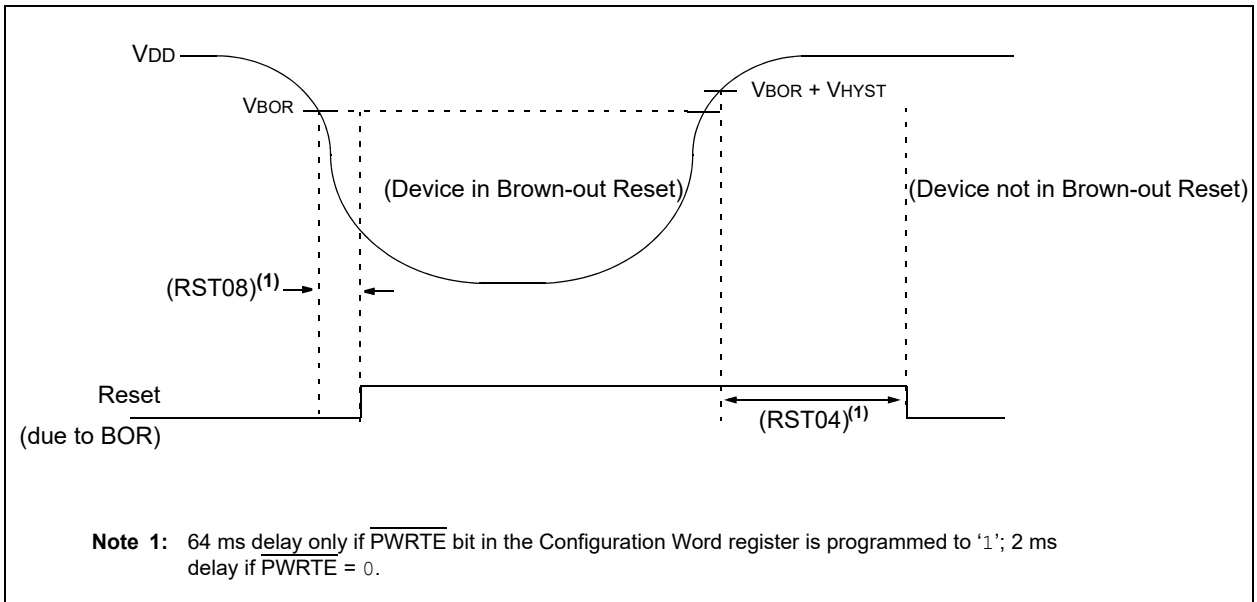 VDD
VBOR
VBOR + VHYST
(Device in Brown-out Reset)
(Device not in Brown-out Reset)
(RST08)(1)
Reset
(due to BOR)
(RST04)(1)
Note 1: 64 ms delay only if PWRTE bit in the Configuration Word register is programmed to ‘1’; 2 ms
delay if PWRTE = 0.